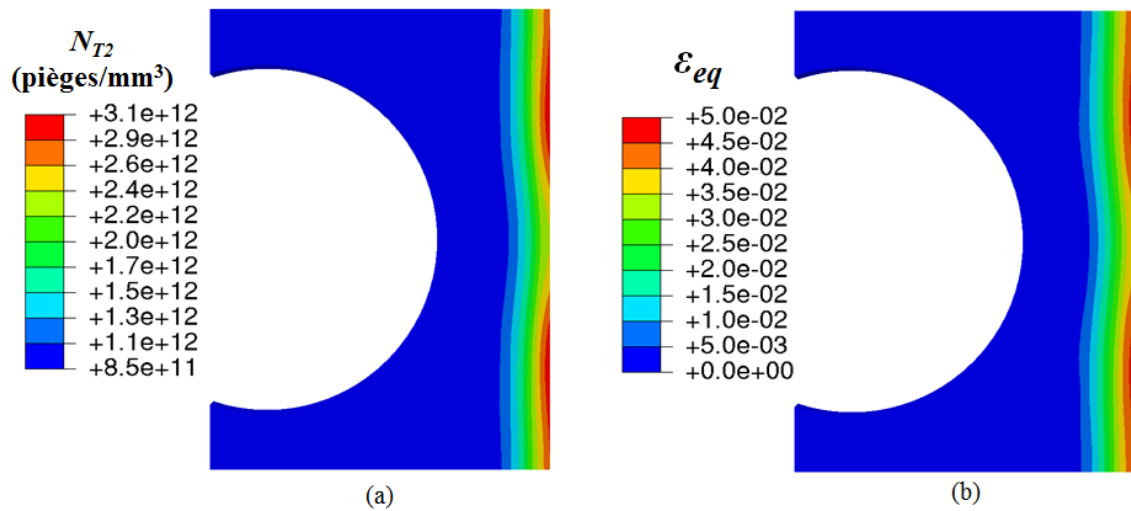 N_{T2}
(pièges/mm³)
+3.1e+12
+2.9e+12
+2.6e+12
+2.4e+12
+2.2e+12
+2.0e+12
+1.7e+12
+1.5e+12
+1.3e+12
+1.1e+12
+8.5e+11
(a)
ε_{eq}
+5.0e-02
+4.5e-02
+4.0e-02
+3.5e-02
+3.0e-02
+2.5e-02
+2.0e-02
+1.5e-02
+1.0e-02
+5.0e-03
+0.0e+00
(b)